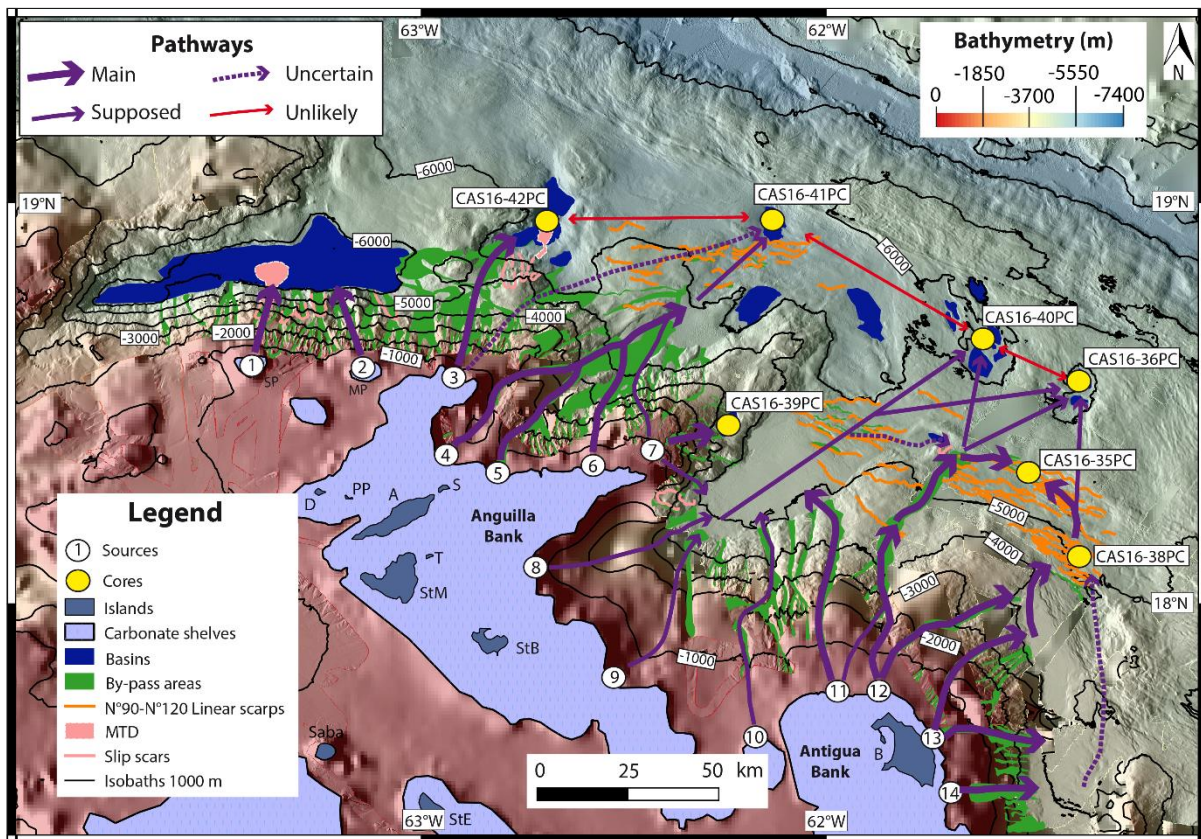 63°W
62°W
Pathways
Main
Uncertain
Supposed
Unlikely
Bathymetry (m)
-1850 -5550
0 -3700 -7400
N
19°N
19°N
-6000
CAS16-42PC
CAS16-41PC
-6000
-6000
-5000
-4000
CAS16-40PC
-3000
-2000
-1000
1
SP
2
MP
3
CAS16-36PC
CAS16-39PC
4
5
6
7
CAS16-35PC
Legend
1 Sources
Cores
Islands
Carbonate shelves
Basins
By-pass areas
N°90-N°120 Linear scarps
MTD
Slip scars
Isobaths 1000 m
D
PP
A
S
Anguilla
Bank
T
StM
StB
8
-5000
-4000
CAS16-38PC
-3000
18°N
-2000
-1000
9
10
11
12
13
14
Antigua
Bank
B
Saba
StE
0 25 50 km
63°W
62°W